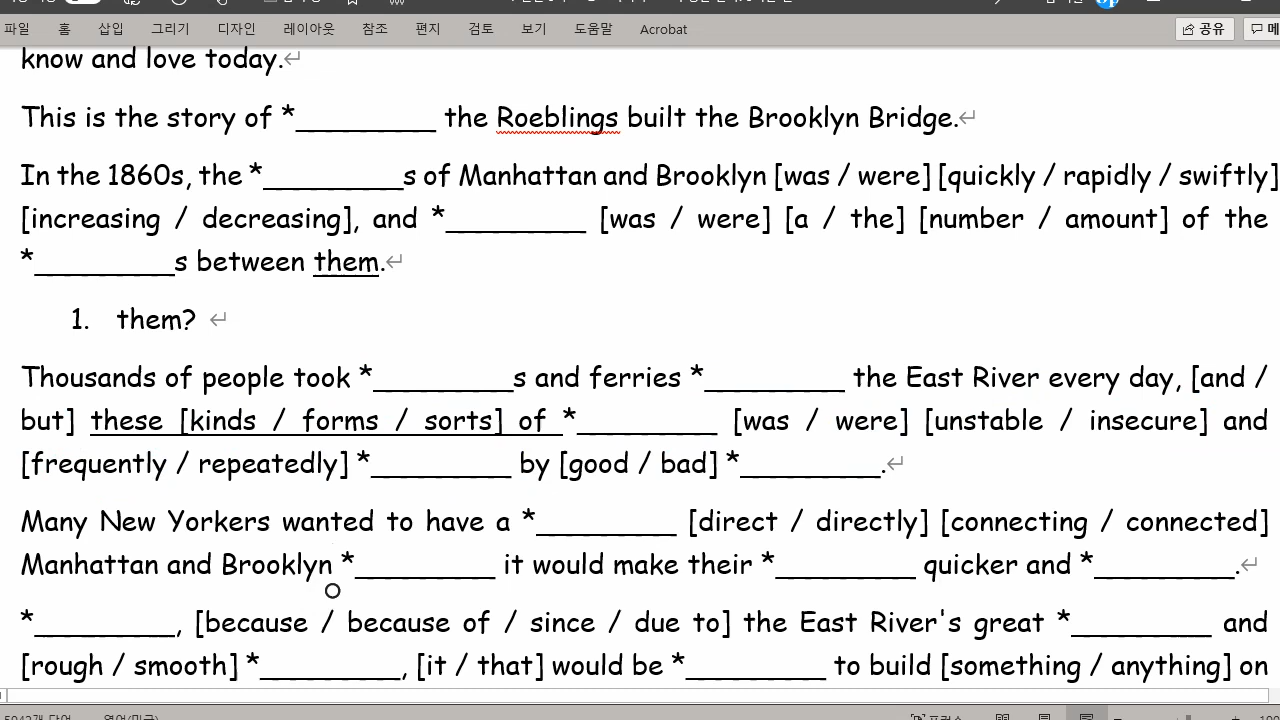 파일 홈 삽입 그리기 디자인 레이아웃 참조 편지 검토 보기 도움말 Acrobat 공유 메
know and love today.
This is the story of *_________ the Roeblings built the Brooklyn Bridge.
In the 1860s, the *_________s of Manhattan and Brooklyn [was / were] [quickly / rapidly / swiftly]
[increasing / decreasing], and *_________ [was / were] [a / the] [number / amount] of the
*_________s between them.
1. them?
Thousands of people took *_________s and ferries *_________ the East River every day, [and /
but] these [kinds / forms / sorts] of *_________ [was / were] [unstable / insecure] and
[frequently / repeatedly] *_________ by [good / bad] *_________.
Many New Yorkers wanted to have a *_________ [direct / directly] [connecting / connected]
Manhattan and Brooklyn *_________ it would make their *_________ quicker and *_________.
*_________, [because / because of / since / due to] the East River's great *_________ and
[rough / smooth] *_________, [it / that] would be *_________ to build [something / anything] on